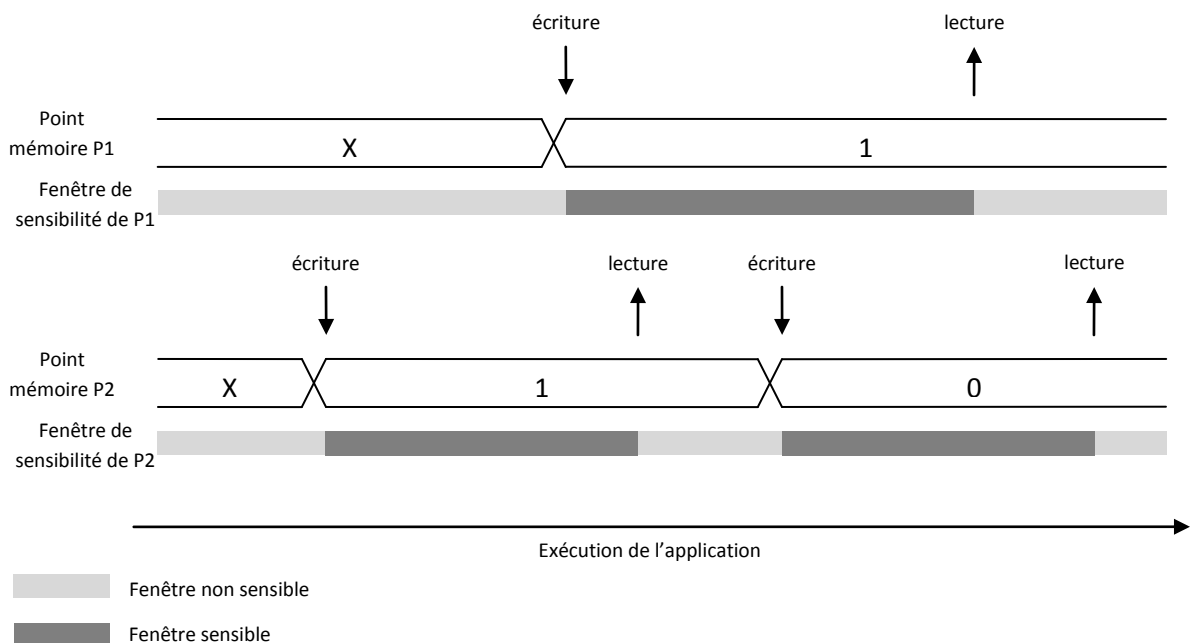 écriture lecture
Point
mémoire P1
X 1
Fenêtre de
sensibilité de P1
écriture lecture écriture lecture
Point
mémoire P2
X 1 0
Fenêtre de
sensibilité de P2
Exécution de l’application
Fenêtre non sensible
Fenêtre sensible